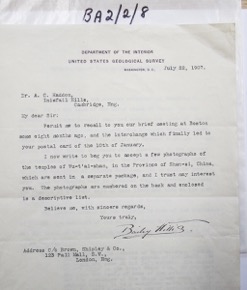 BA2/2/8
DEPARTMENT OF THE INTERIOR
UNITED STATES GEOLOGICAL SURVEY
WASHINGTON, D. C.
July 22, 1907.
Dr. A. C. Haddon,
Inisfail Hills,
Cambridge, Eng.
My dear Sir:
Permit me to recall to you our brief meeting at Boston
some eight months ago, and the interchange which finally led to
your postal card of the 10th of January.
I now write to beg you to accept a few photographs of
the temples of Wu-t'ai-shan, in the Province of Shan-si, China,
which are sent in a separate package, and I trust may interest
you. The photographs are numbered on the back and enclosed
is a descriptive list.
Believe me, with sincere regards,
Yours truly,
Bailey Willis
Address C/o Brown, Shipley & Co.,
123 Pall Mall, S.W.,
London, Eng.